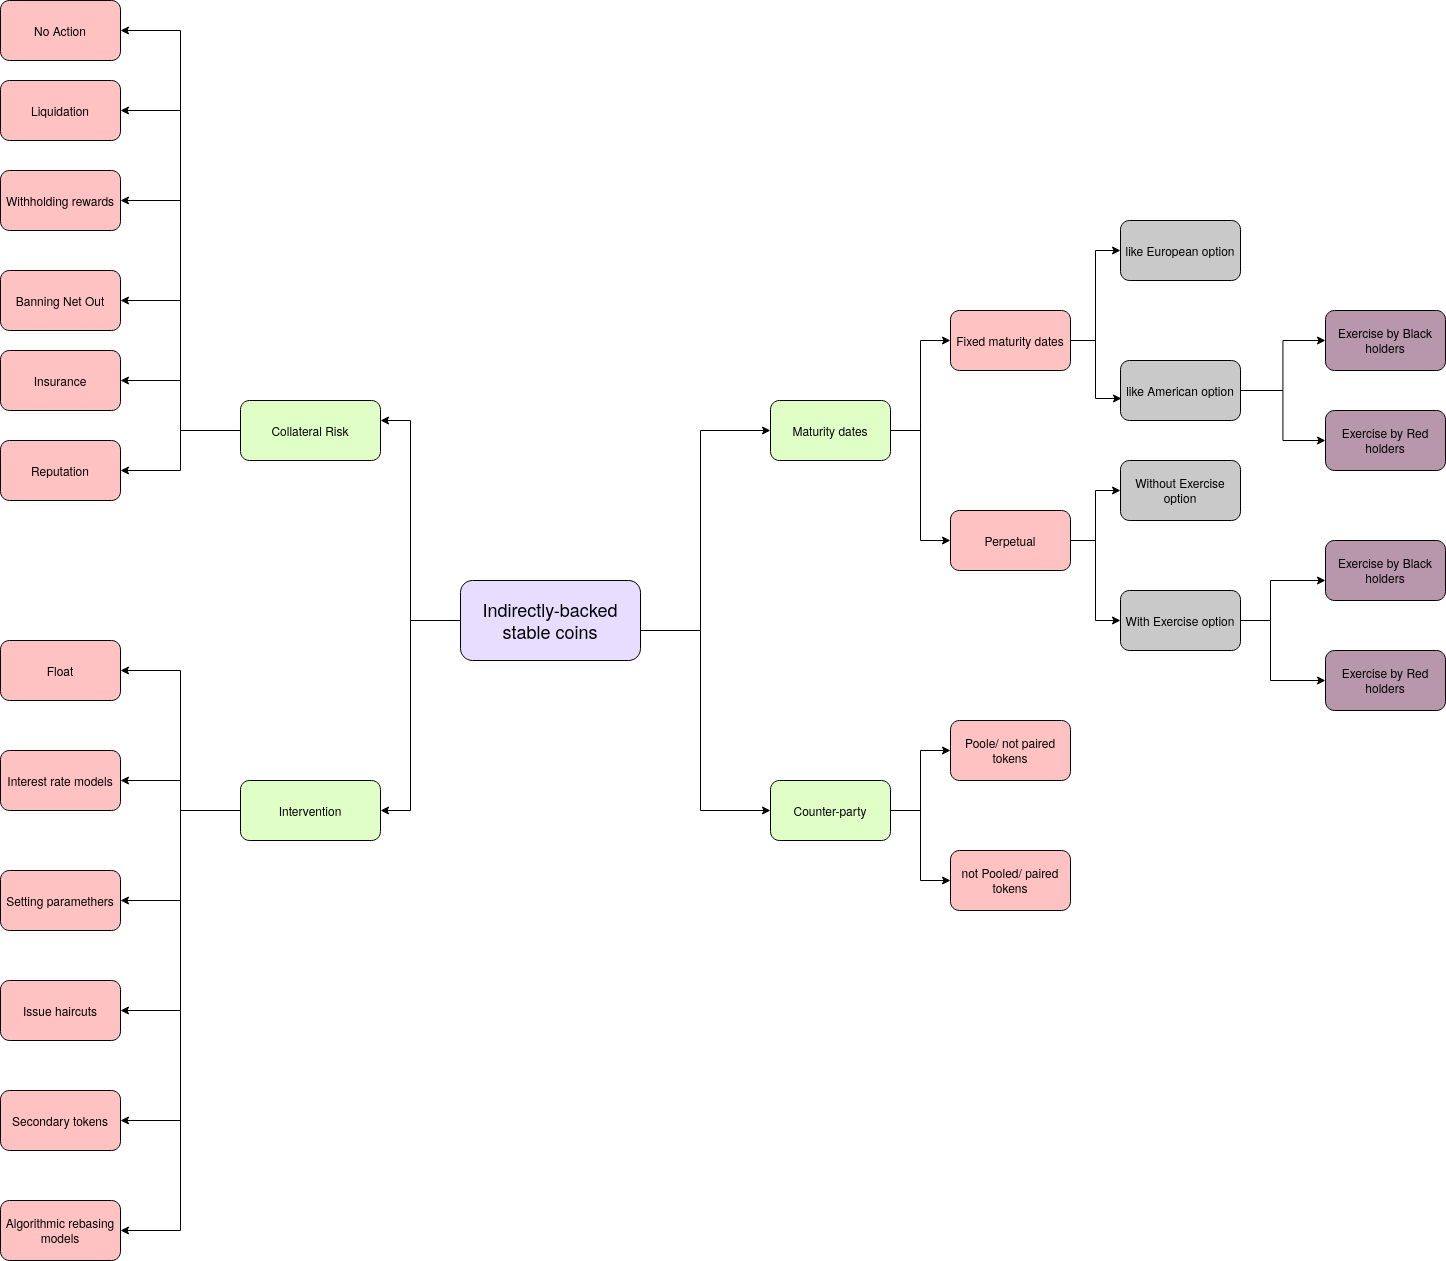 No Action
Liquidation
Withholding rewards
Banning Net Out
Insurance
Reputation
Collateral Risk
Float
Interest rate models
Setting paramethers
Issue haircuts
Secondary tokens
Algorithmic rebasing
models
Intervention
Indirectly-backed
stable coins
Maturity dates
Fixed maturity dates
like European option
like American option
Exercise by Black
holders
Exercise by Red
holders
Perpetual
Without Exercise
option
With Exercise option
Exercise by Black
holders
Exercise by Red
holders
Counter-party
Poole/ not paired
tokens
not Pooled/ paired
tokens